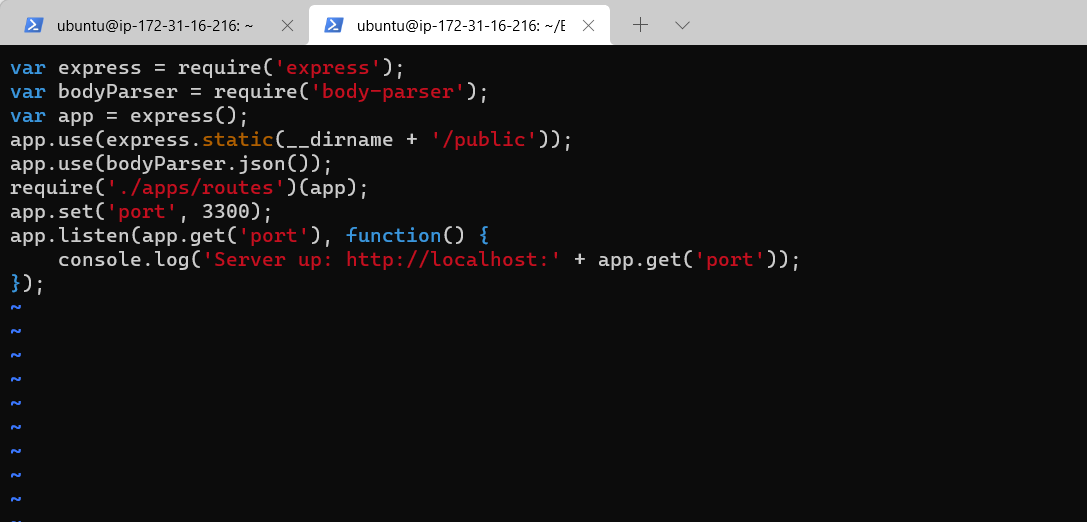 ubuntu@ip-172-31-16-216: ~
ubuntu@ip-172-31-16-216: ~/E
var express = require('express');
var bodyParser = require('body-parser');
var app = express();
app.use(express.static(__dirname + '/public'));
app.use(bodyParser.json());
require('./apps/routes')(app);
app.set('port', 3300);
app.listen(app.get('port'), function() {
    console.log('Server up: http://localhost:' + app.get('port'));
});
~
~
~
~
~
~
~
~
~